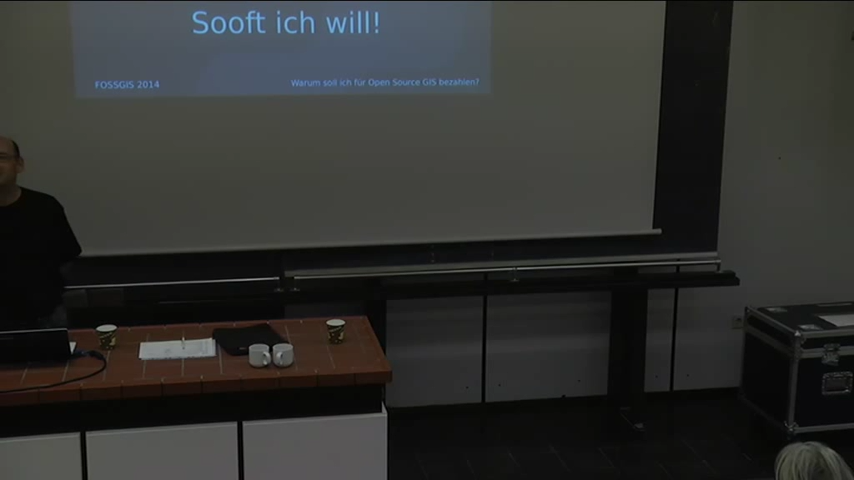 Sooft ich will!
FOSSGIS 2014
Warum soll ich für Open Source GIS bezahlen?